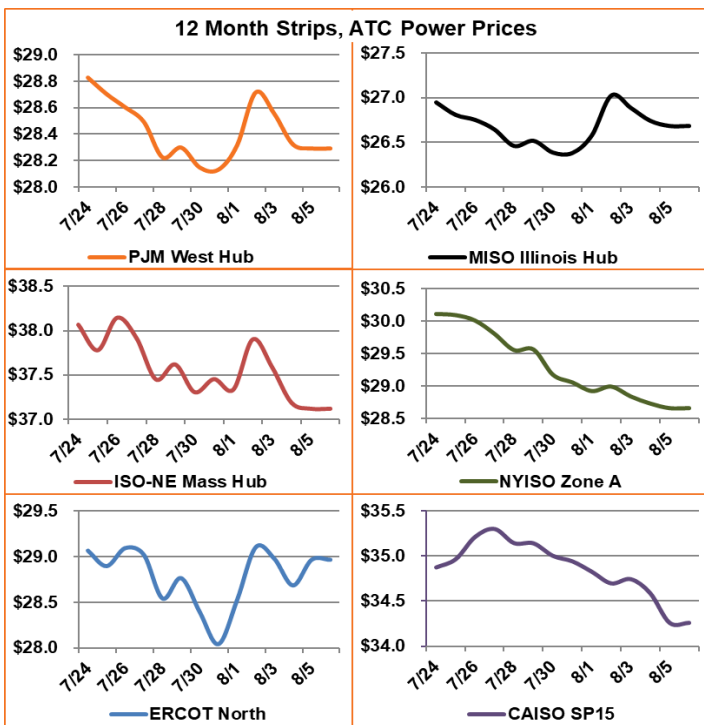 12 Month Strips, ATC Power Prices
$29.0
$28.8
$28.6
$28.4
$28.2
$28.0
7/24 7/26 7/28 7/30 8/1 8/3 8/5
PJM West Hub
$27.5
$27.0
$26.5
$26.0
7/24 7/26 7/28 7/30 8/1 8/3 8/5
MISO Illinois Hub
$38.5
$38.0
$37.5
$37.0
7/24 7/26 7/28 7/30 8/1 8/3 8/5
ISO-NE Mass Hub
$30.5
$30.0
$29.5
$29.0
$28.5
7/24 7/26 7/28 7/30 8/1 8/3 8/5
NYISO Zone A
$29.5
$29.0
$28.5
$28.0
7/24 7/26 7/28 7/30 8/1 8/3 8/5
ERCOT North
$35.5
$35.0
$34.5
$34.0
7/24 7/26 7/28 7/30 8/1 8/3 8/5
CAISO SP15